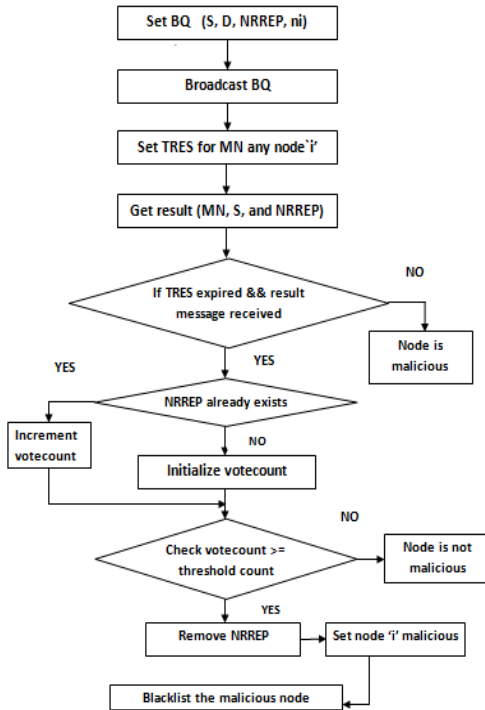 Set BQ (S, D, NRREP, ni)
Broadcast BQ
Set TRES for MN any node`i'
Get result (MN, S, and NRREP)
NO
If TRES expired && result
message received
Node is
malicious
YES
YES
NRREP already exists
Increment
votecount
NO
Initialize votecount
NO
Check votecount >=
threshold count
Node is not
malicious
YES
Remove NRREP
Set node ‘i’ malicious
Blacklist the malicious node